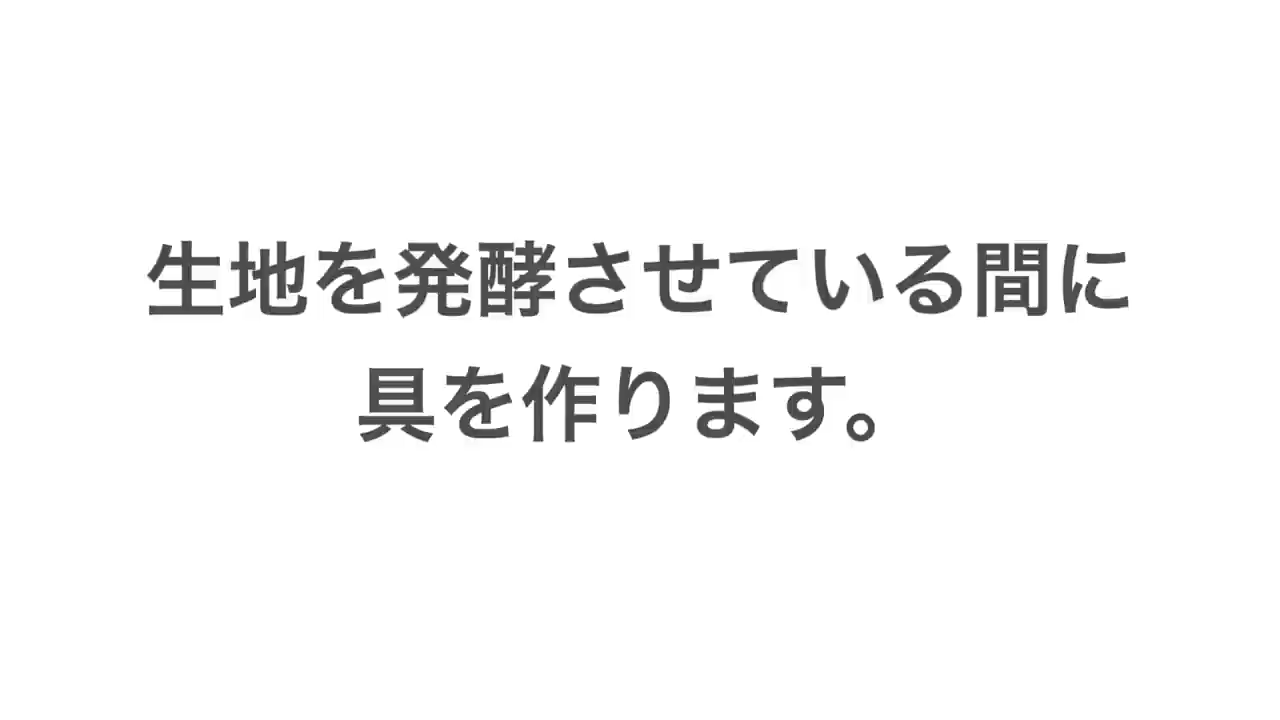 生地を発酵させている間に
具を作ります。